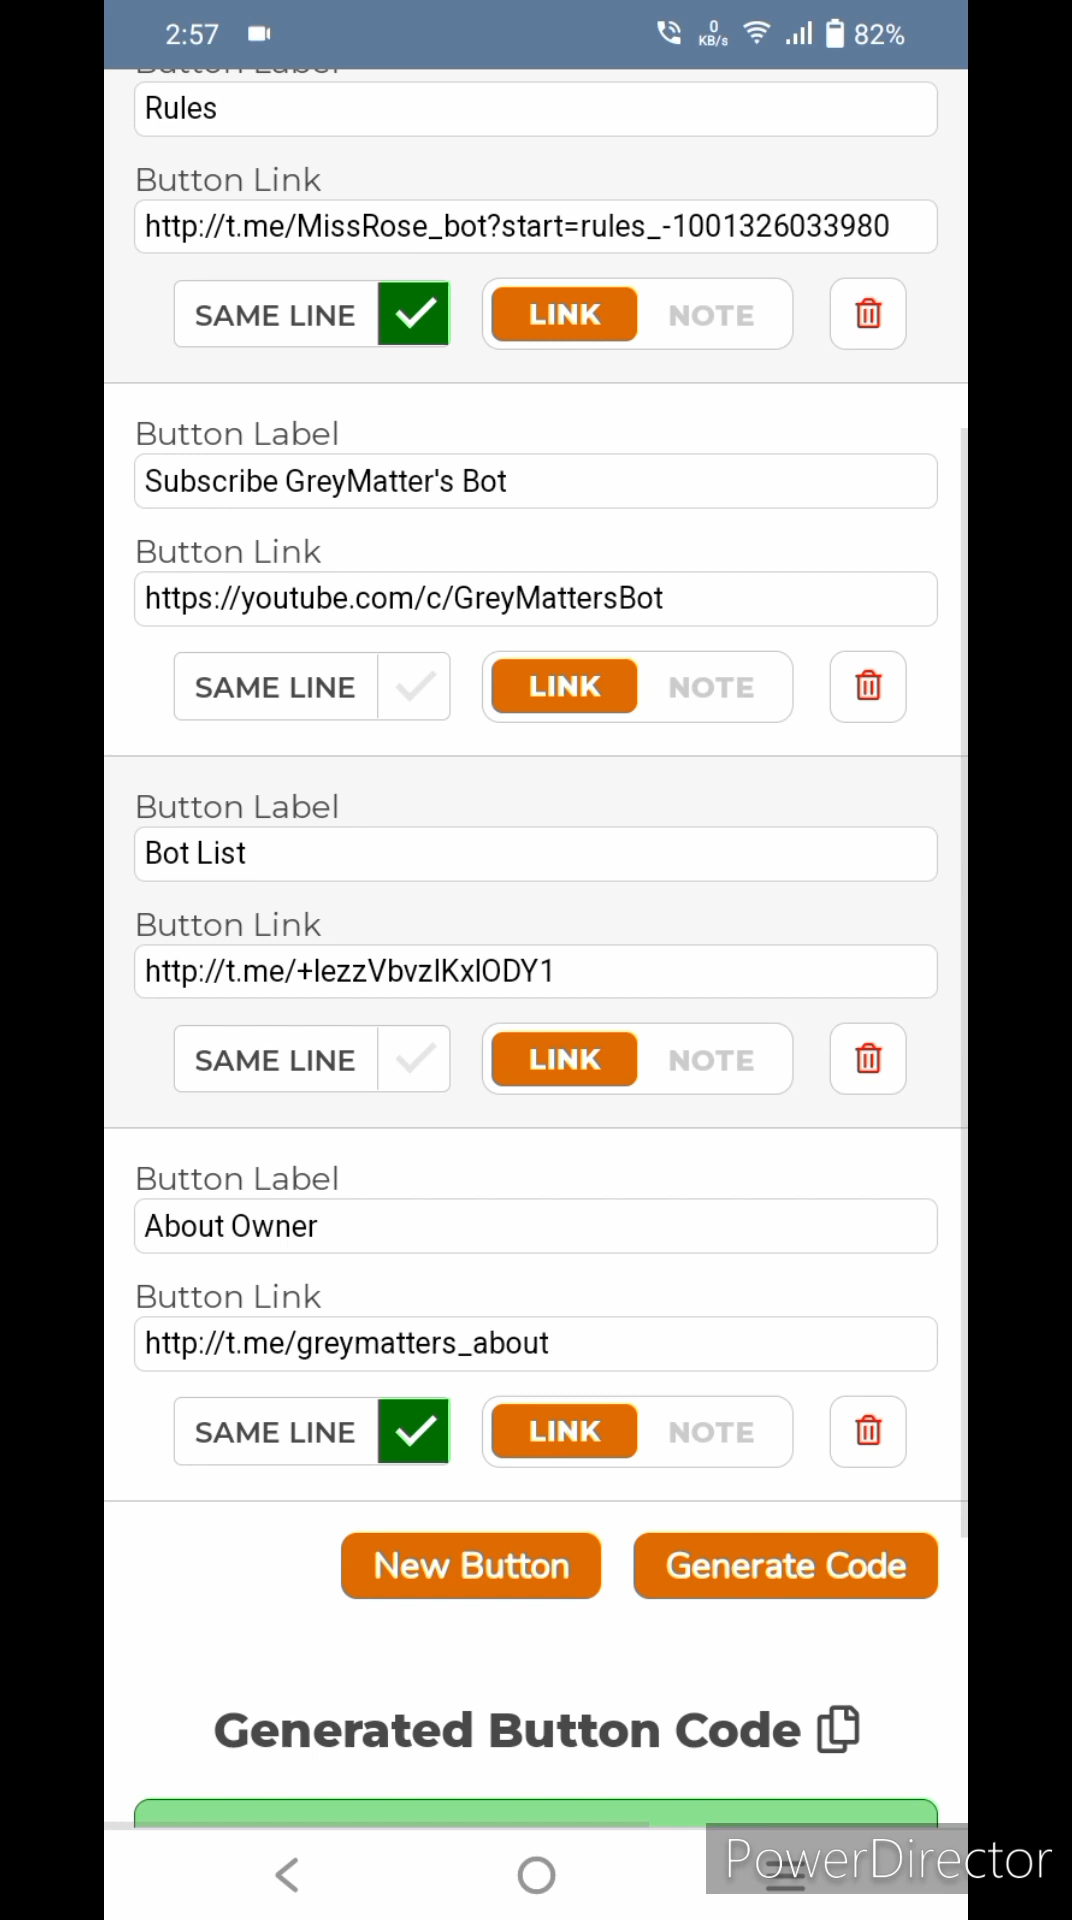 2:57 0 KB/s 82%
Button Label
Rules
Button Link
http://t.me/MissRose_bot?start=rules_-1001326033980
SAME LINE LINK NOTE
Button Label
Subscribe GreyMatter's Bot
Button Link
https://youtube.com/c/GreyMattersBot
SAME LINE LINK NOTE
Button Label
Bot List
Button Link
http://t.me/+lezzVbvzlKxlODY1
SAME LINE LINK NOTE
Button Label
About Owner
Button Link
http://t.me/greymatters_about
SAME LINE LINK NOTE
New Button Generate Code
Generated Button Code
PowerDirector